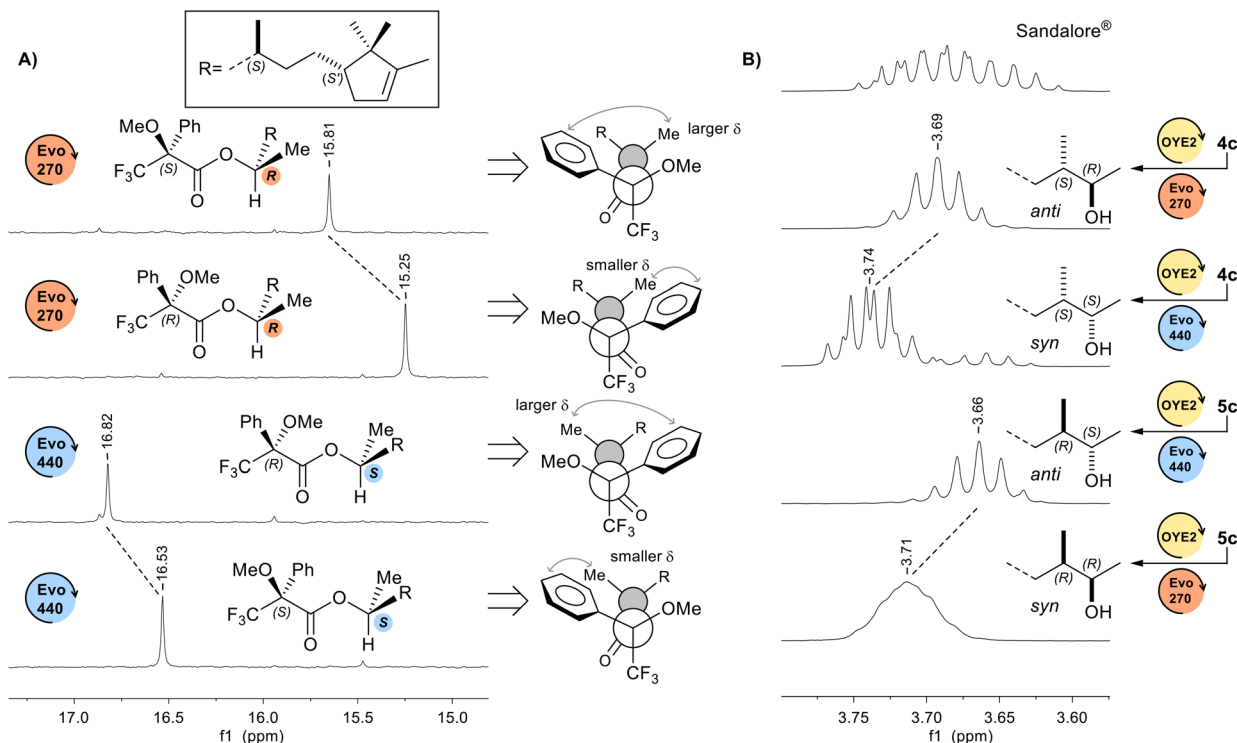 A)
R=
(S)
(S')
Evo
270
MeO
Ph
F₃C
(S)
O
O
R
Me
H
R
15.81
R
Me
larger δ
OMe
O
CF₃
Evo
270
Ph
OMe
F₃C
(R)
O
O
R
Me
H
R
15.25
smaller δ
R
Me
MeO
O
CF₃
Evo
440
16.82
Ph
OMe
F₃C
(R)
O
O
Me
R
H
S
larger δ
Me
R
MeO
O
CF₃
Evo
440
16.53
MeO
Ph
F₃C
(S)
O
O
Me
R
H
S
smaller δ
Me
R
OMe
O
CF₃
17.0 16.5 16.0 15.5 15.0
f1 (ppm)
B)
Sandalore®
3.69
(S)
(R)
anti
OH
OYE2
4c
Evo
270
3.74
(S)
(S)
syn
OH
OYE2
4c
Evo
440
3.66
(R)
(S)
anti
OH
OYE2
5c
Evo
440
3.71
(R)
(R)
syn
OH
OYE2
5c
Evo
270
3.75 3.70 3.65 3.60
f1 (ppm)